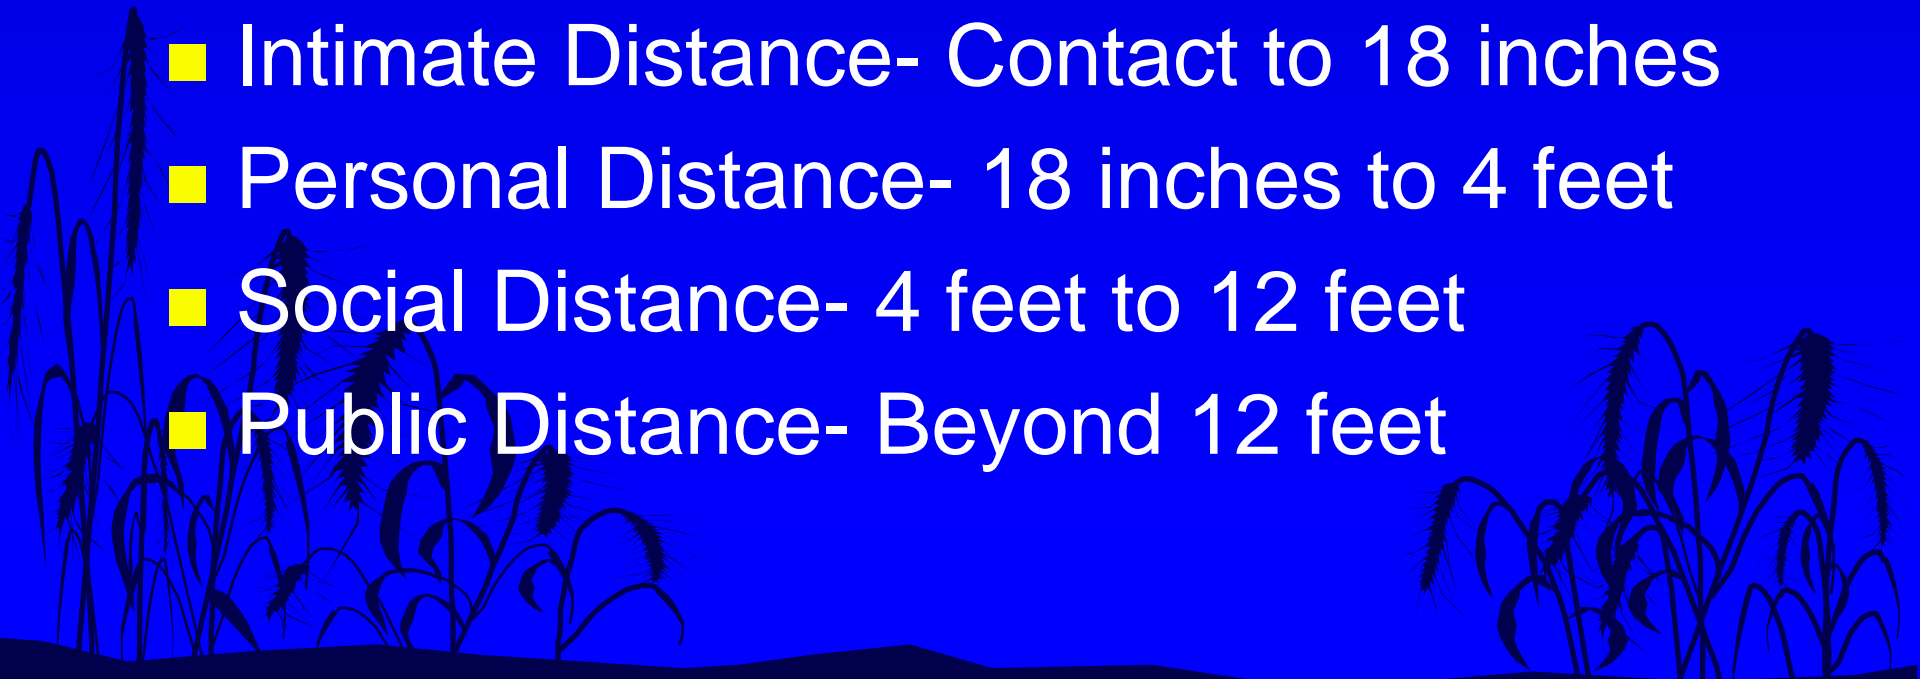 Intimate Distance- Contact to 18 inches
Personal Distance- 18 inches to 4 feet
Social Distance- 4 feet to 12 feet
Public Distance- Beyond 12 feet